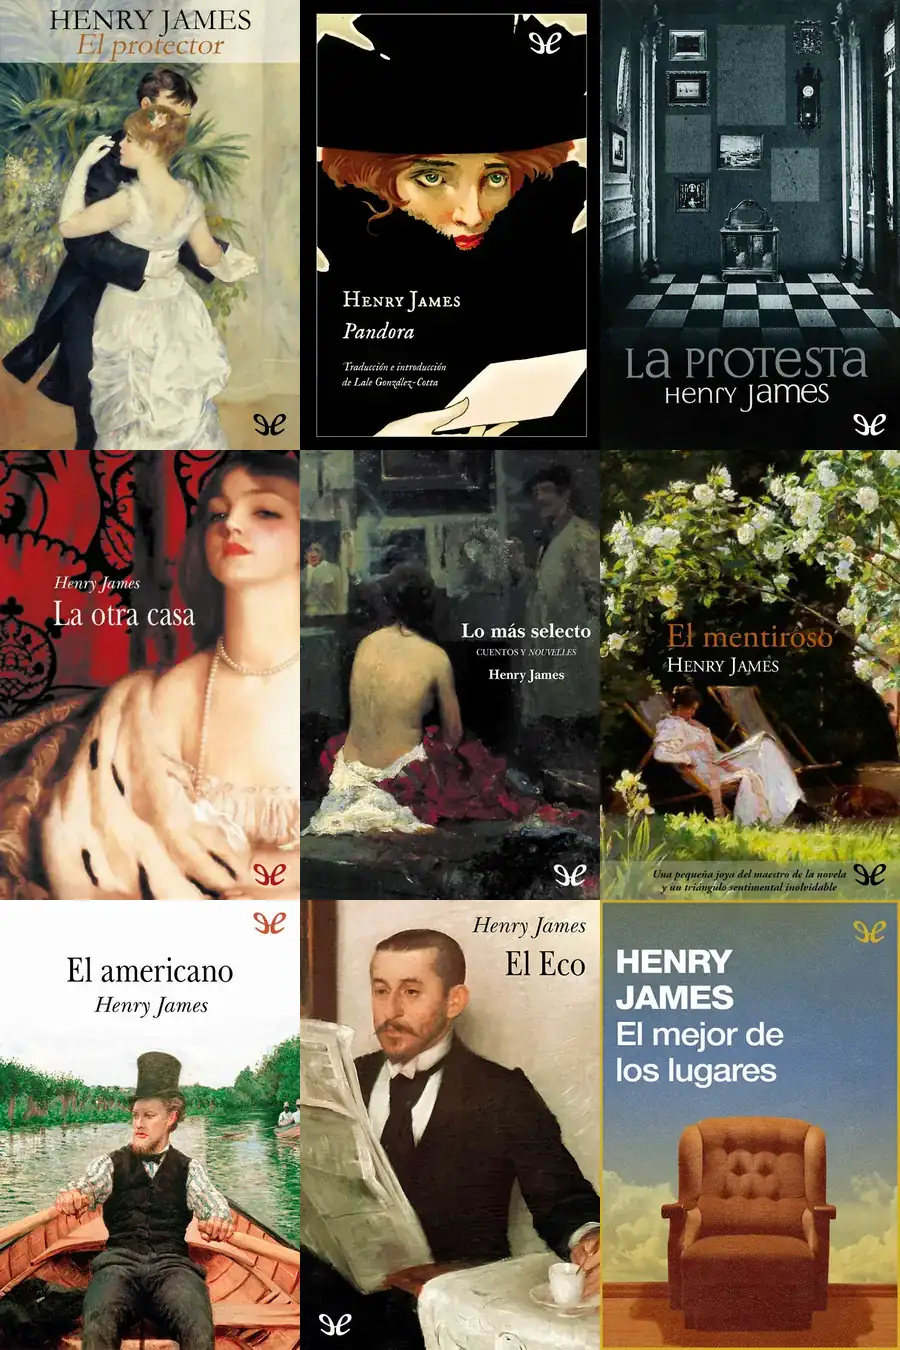 HENRY JAMES
El protector
HENRY JAMES
Pandora
Traducción e introducción
de Lale González-Cotta
LA PROTESTA
HENRY JAMES
Henry James
La otra casa
Lo más selecto
CUENTOS Y NOUVELLES
Henry James
El mentiroso
HENRY JAMES
Una pequeña joya del maestro de la novela
y un triángulo sentimental inolvidable
El americano
Henry James
Henry James
El Eco
HENRY
JAMES
El mejor de
los lugares